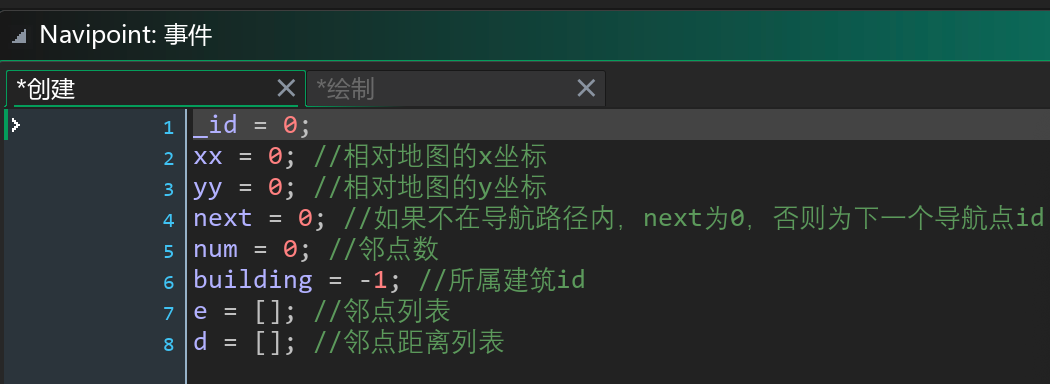 Navipoint: 事件
*创建
*绘制
1 _id = 0;
2 xx = 0; //相对地图的x坐标
3 yy = 0; //相对地图的y坐标
4 next = 0; //如果不在导航路径内，next为0，否则为下一个导航点id
5 num = 0; //邻点数
6 building = -1; //所属建筑id
7 e = []; //邻点列表
8 d = []; //邻点距离列表